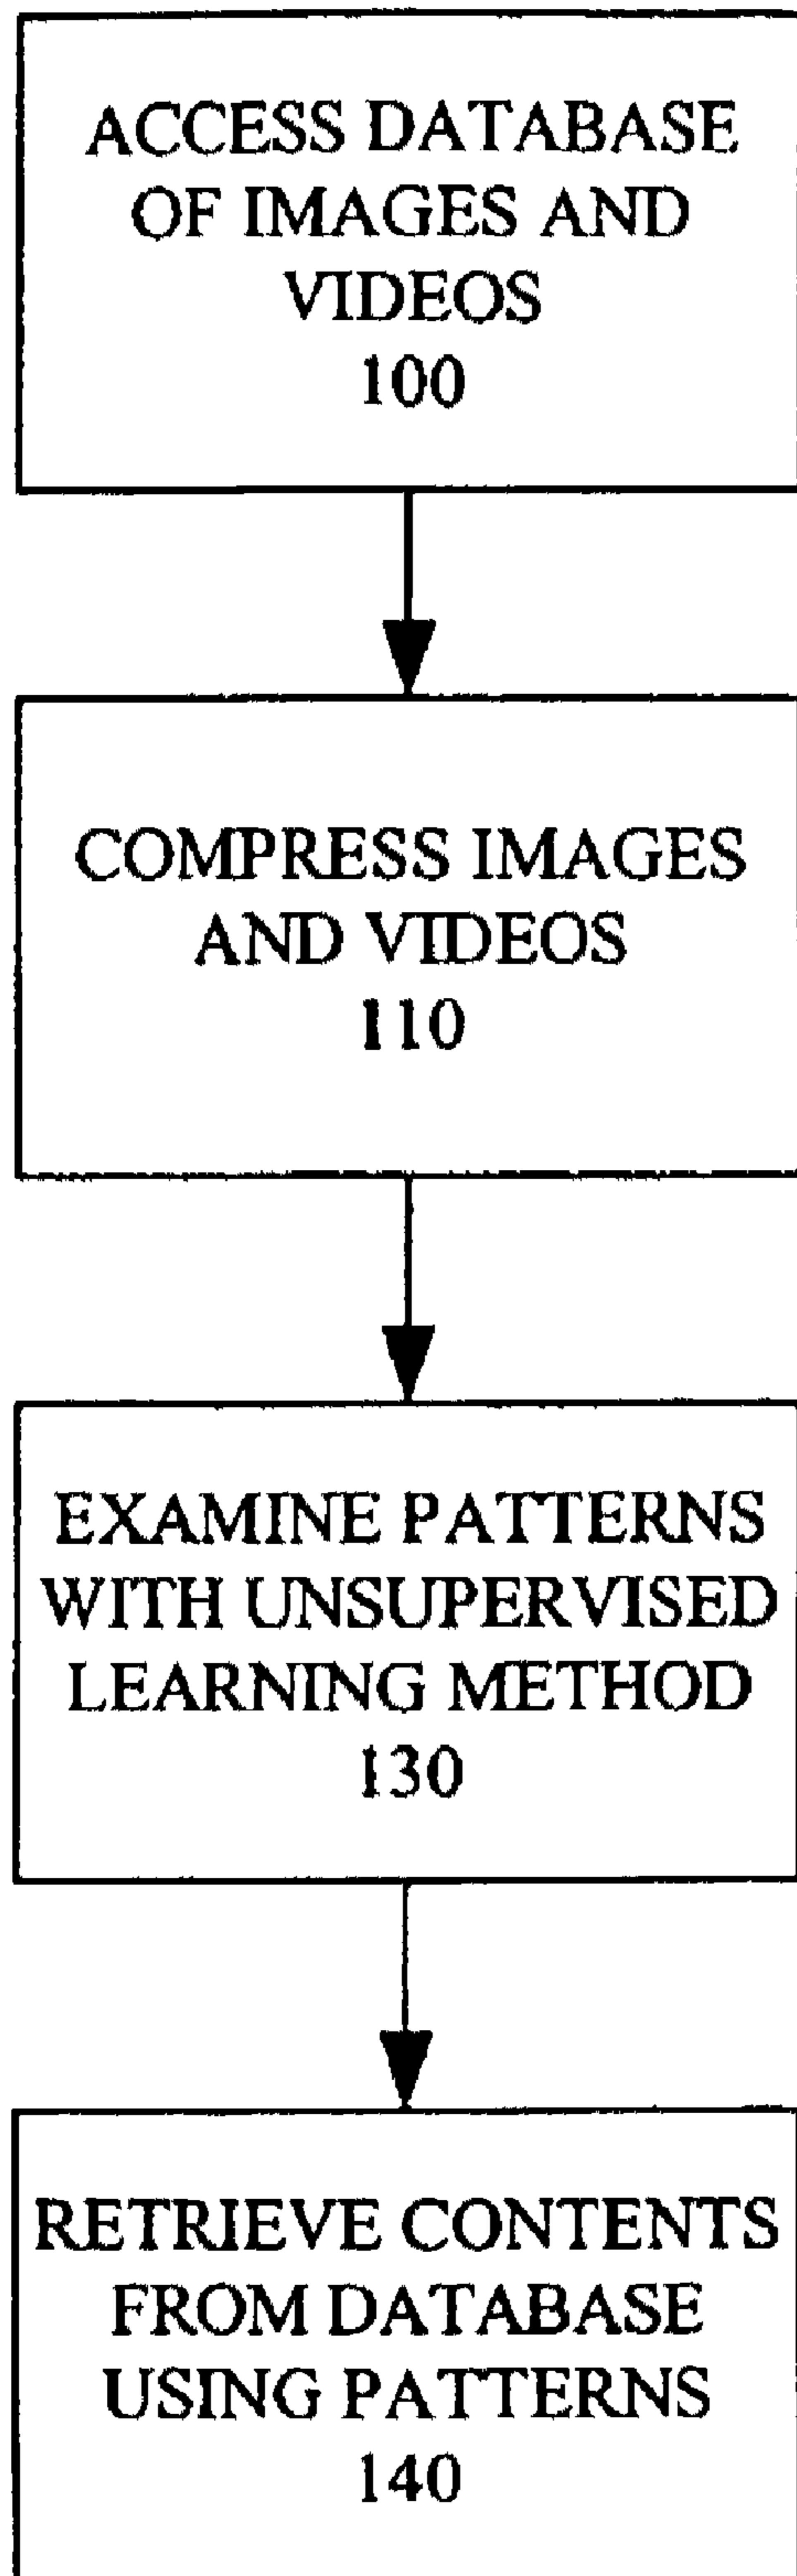 ACCESS DATABASE
OF IMAGES AND
VIDEOS
100
COMPRESS IMAGES
AND VIDEOS
110
EXAMINE PATTERNS
WITH UNSUPERVISED
LEARNING METHOD
130
RETRIEVE CONTENTS
FROM DATABASE
USING PATTERNS
140